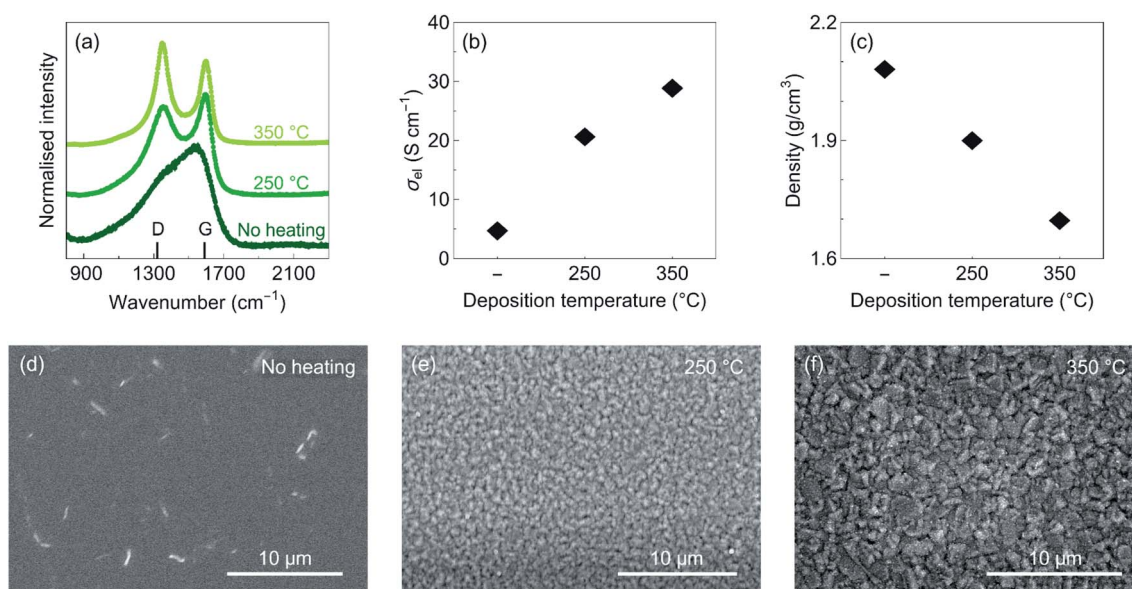 (a)
Normalised intensity
350 °C
250 °C
No heating
D G
900 1300 1700 2100
Wavenumber (cm⁻¹)
(b)
σel (S cm⁻¹)
40
30
20
10
0
– 250 350
Deposition temperature (°C)
(c)
Density (g/cm³)
2.2
1.9
1.6
– 250 350
Deposition temperature (°C)
(d) No heating
10 µm
(e) 250 °C
10 µm
(f) 350 °C
10 µm